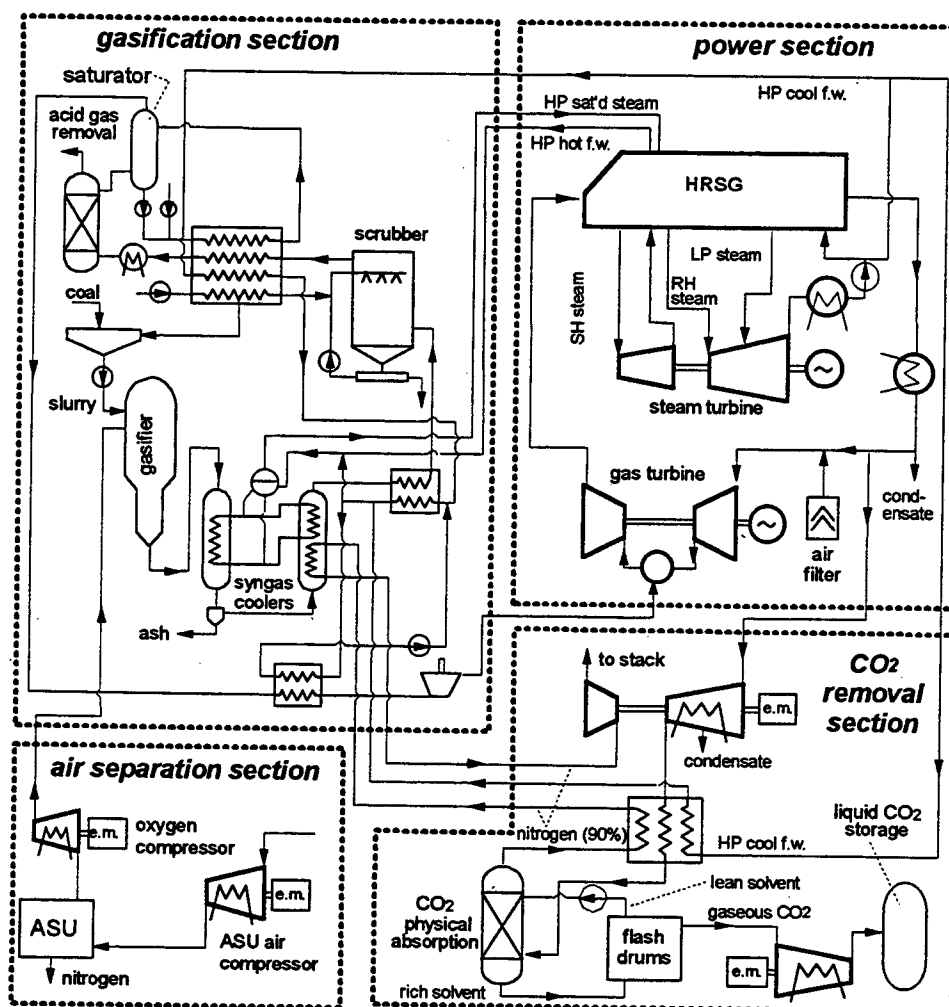 gasification section
saturator
acid gas
removal
scrubber
coal
slurry
gasifier
syngas
coolers
ash
power section
HP cool f.w.
HP sat'd steam
HP hot f.w.
HRSG
LP steam
RH
steam
SH steam
steam turbine
~
gas turbine
~
air
filter
cond-
ensate
CO2
removal
section
to stack
e.m.
condensate
nitrogen (90%)
HP cool f.w.
liquid CO2
storage
lean solvent
CO2
physical
absorption
flash
drums
gaseous CO2
e.m.
rich solvent
air separation section
e.m.
oxygen
compressor
ASU
e.m.
ASU air
compressor
nitrogen